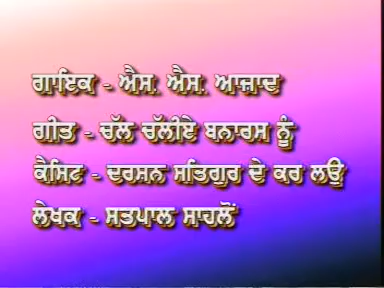 ਗਾਇਕ - ਐਸ. ਐਸ. ਆਜ਼ਾਦ
ਗੀਤ - ਚੱਲ ਚੱਲੀਏ ਬਨਾਰਸ ਨੂੰ
ਕੈਸਿਟ - ਦਰਸ਼ਨ ਸਤਿਗੁਰ ਦੇ ਕਰ ਲਉ
ਲੇਖਕ - ਸਤਪਾਲ ਸਾਹਲੋਂ